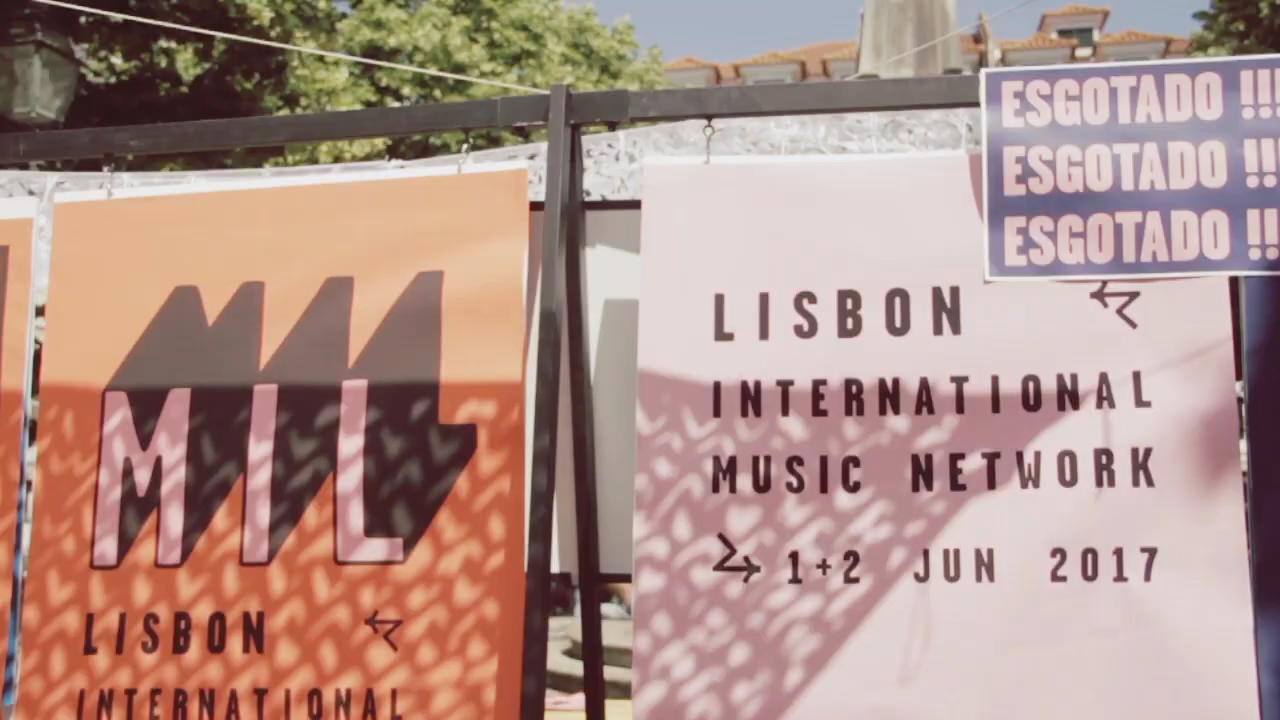 MIL
LISBON
INTERNATIONAL
LISBON
INTERNATIONAL
MUSIC NETWORK
1+2 JUN 2017
ESGOTADO !!!
ESGOTADO !!!
ESGOTADO !!!